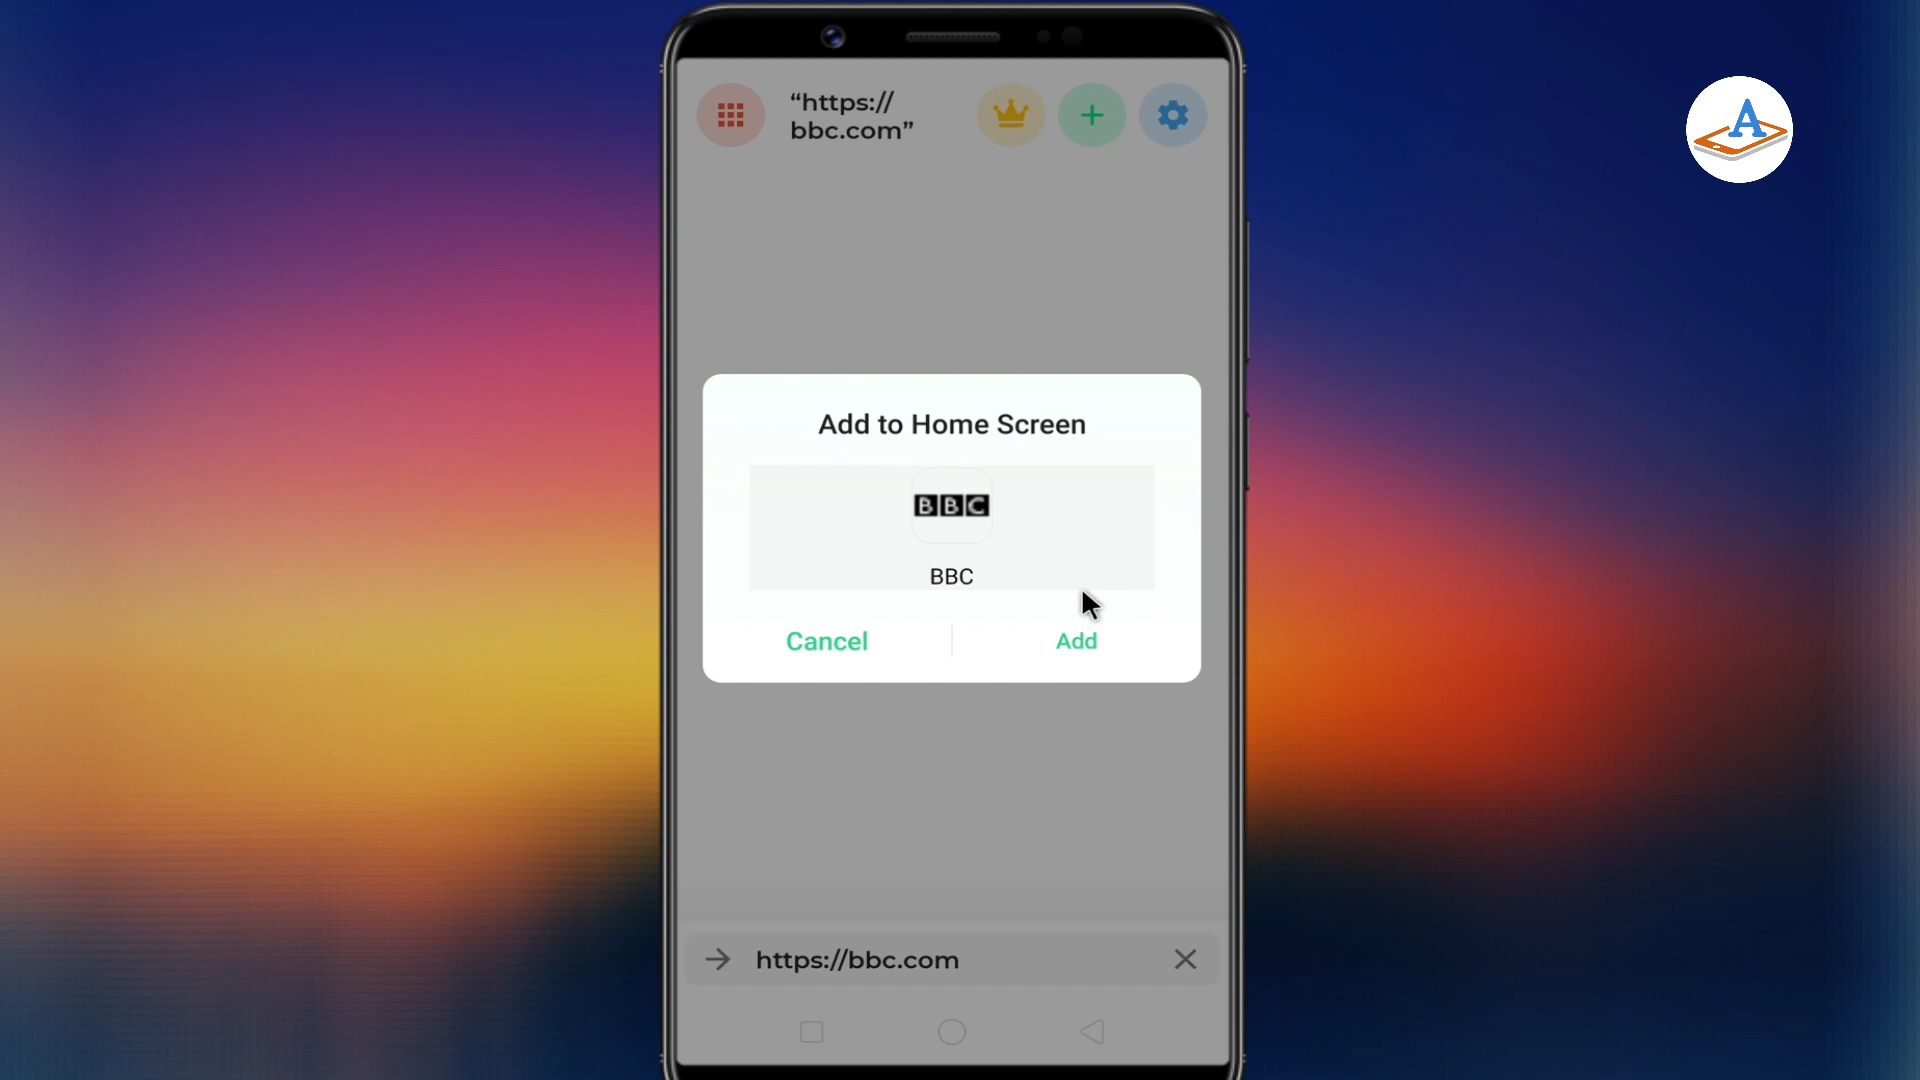 “https://
bbc.com”
A
Add to Home Screen
BBC
BBC
Cancel
Add
https://bbc.com